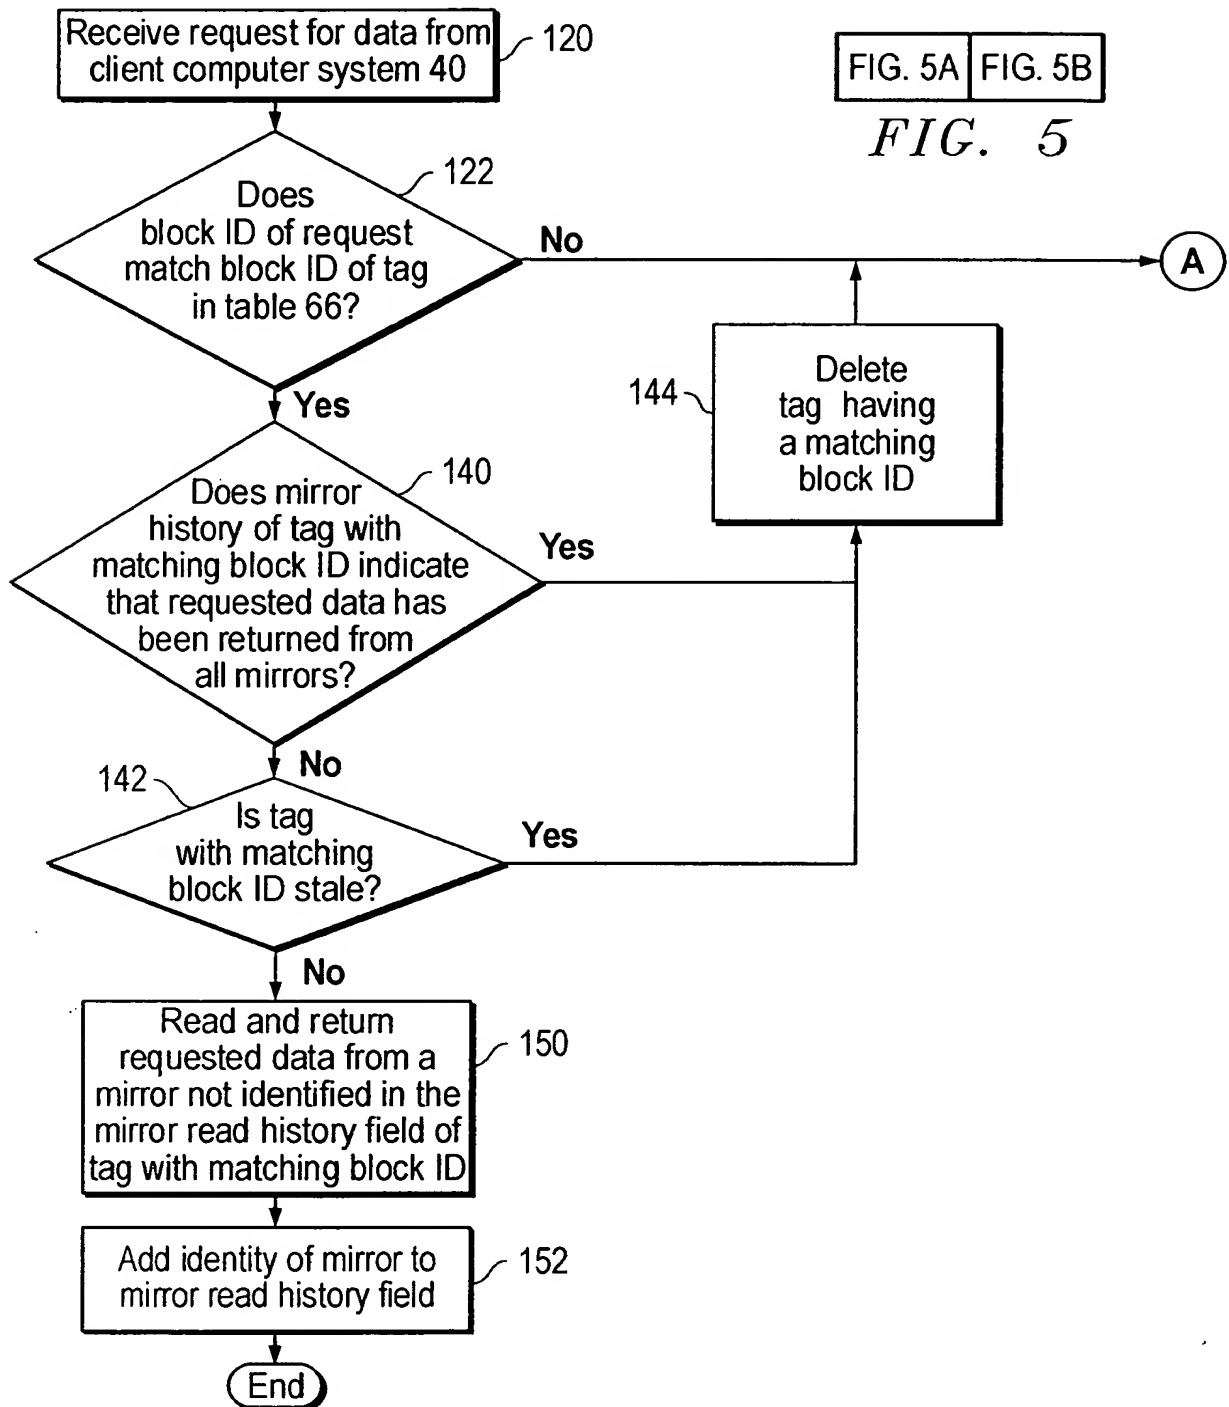 Receive request for data from
client computer system 40
120
FIG. 5A FIG. 5B
FIG. 5
122
Does
block ID of request
match block ID of tag
in table 66?
No
A
Yes
144
Delete
tag having
a matching
block ID
140
Does mirror
history of tag with
matching block ID indicate
that requested data has
been returned from
all mirrors?
Yes
No
142
Is tag
with matching
block ID stale?
Yes
No
Read and return
requested data from a
mirror not identified in the
mirror read history field of
tag with matching block ID
150
Add identity of mirror to
mirror read history field
152
End